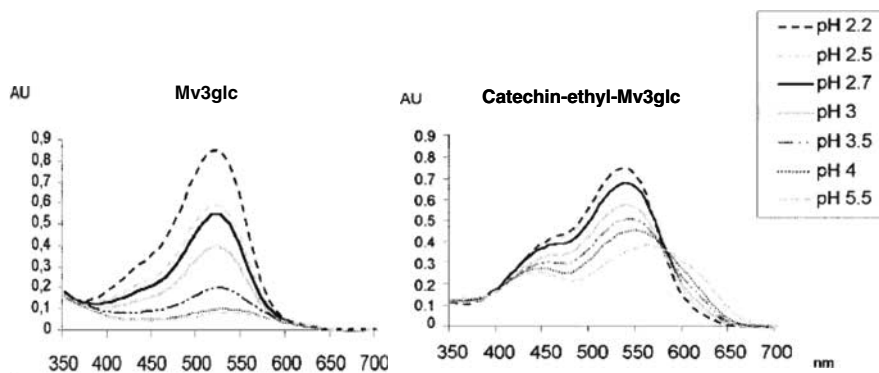 AU
Mv3glc
0,9
0,8
0,7
0,6
0,5
0,4
0,3
0,2
0,1
0
350 400 450 500 550 600 650 700
AU
Catechin-ethyl-Mv3glc
0.9
0.8
0.7
0.6
0.5
0.4
0.3
0.2
0.1
0
350 400 450 500 550 600 650 700 nm
pH 2.2
pH 2.5
pH 2.7
pH 3
pH 3.5
pH 4
pH 5.5